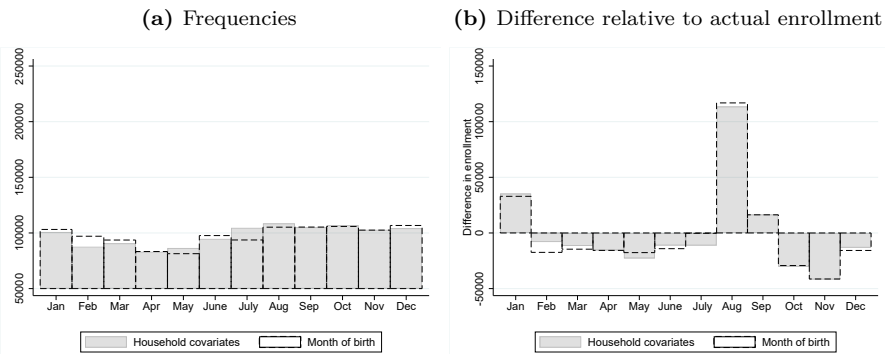 (a) Frequencies
250000
200000
150000
100000
50000
Jan Feb Mar Apr May June July Aug Sep Oct Nov Dec
Household covariates Month of birth
(b) Difference relative to actual enrollment
Difference in enrollment
150000
100000
50000
0
-50000
Jan Feb Mar Apr May June July Aug Sep Oct Nov Dec
Household covariates Month of birth